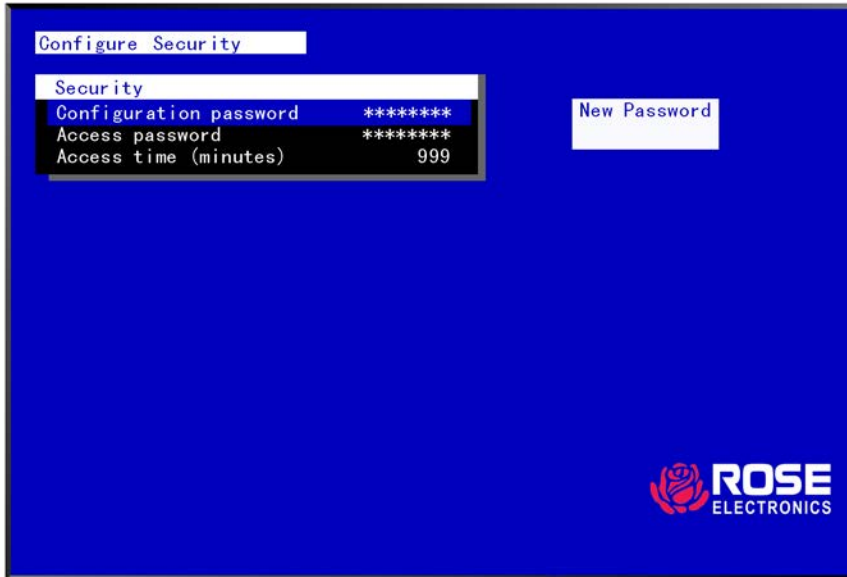 Configure Security
Security
Configuration password ********
Access password ********
Access time (minutes) 999
New Password
ROSE
ELECTRONICS